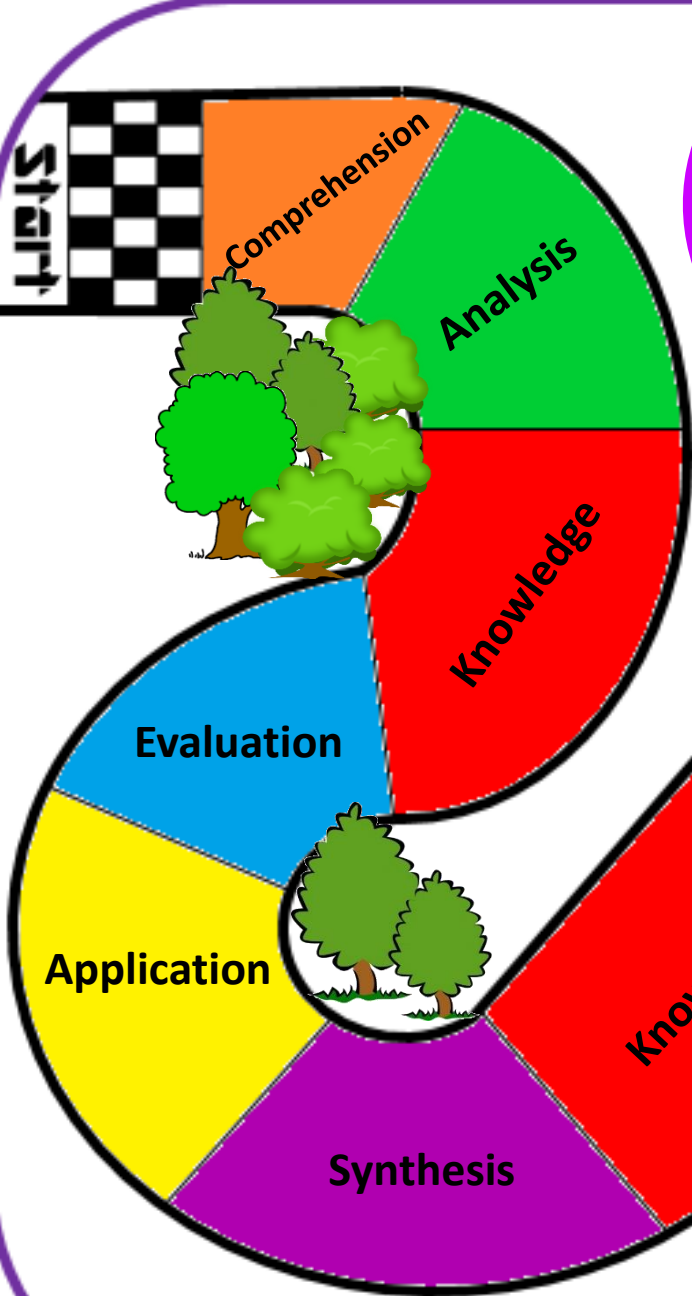 Start
Comprehension
Analysis
Knowledge
Evaluation
Application
Synthesis